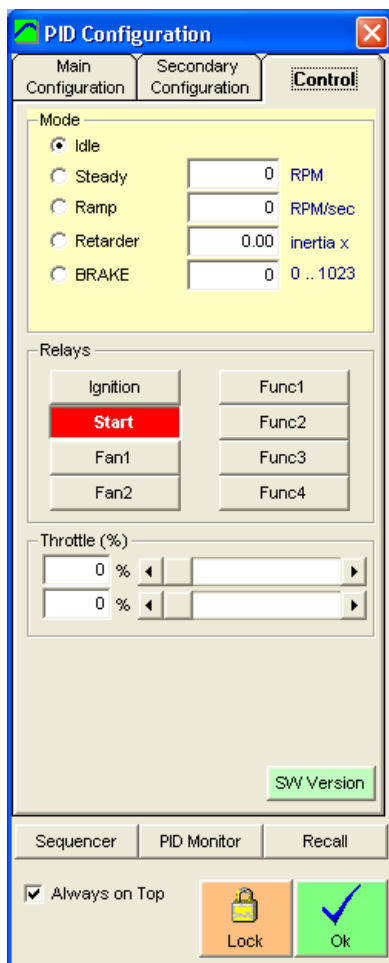 PID Configuration
Main Configuration
Secondary Configuration
Control
Mode
Idle
Steady 0 RPM
Ramp 0 RPM/sec
Retarder 0.00 inertia x
BRAKE 0 0 .. 1023
Relays
Ignition Func1
Start Func2
Fan1 Func3
Fan2 Func4
Throttle (%)
0 %
0 %
SW Version
Sequencer PID Monitor Recall
Always on Top
Lock Ok